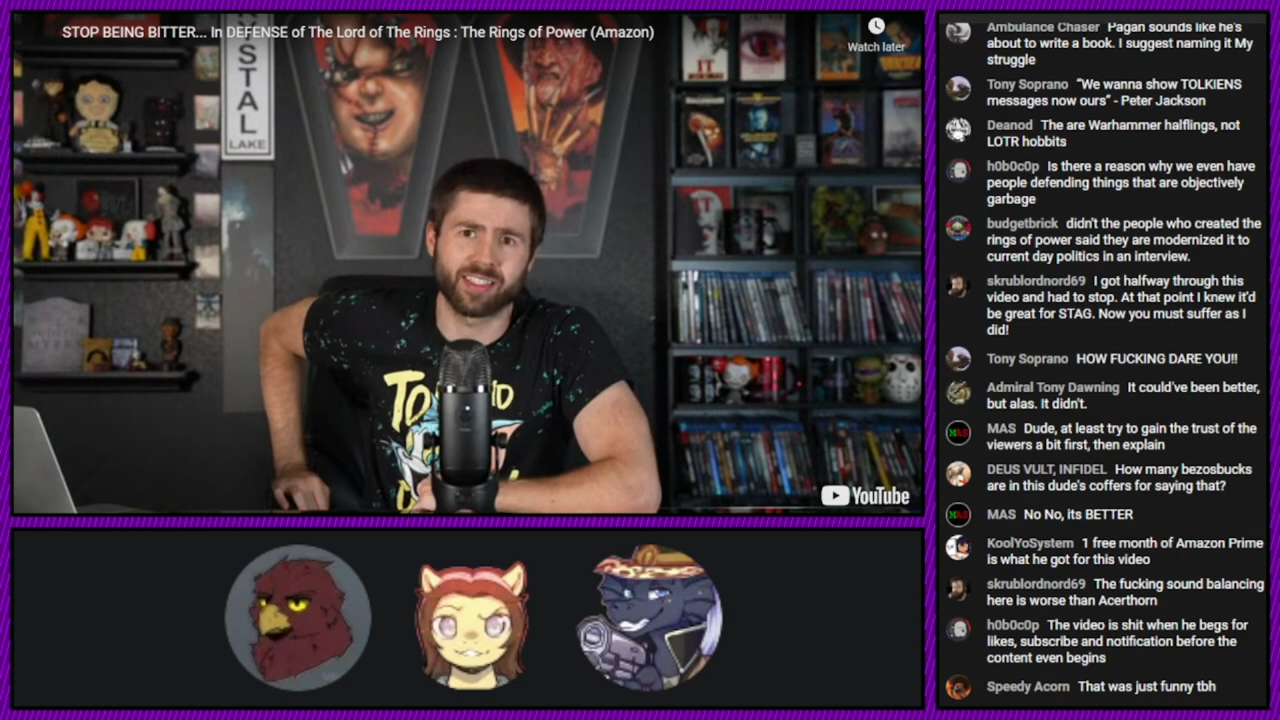 STOP BEING BITTER... In DEFENSE of The Lord of The Rings : The Rings of Power (Amazon)
Watch later
STAL
LAKE
IT
IT
YouTube
Ambulance Chaser Pagan sounds like he's
about to write a book. I suggest naming it My
struggle
Tony Soprano “We wanna show TOLKIENS
messages now ours” - Peter Jackson
Deanod The are Warhammer halflings, not
LOTR hobbits
h0b0c0p Is there a reason why we even have
people defending things that are objectively
garbage
budgetbrick didn't the people who created the
rings of power said they are modernized it to
current day politics in an interview.
skrublordnord69 I got halfway through this
video and had to stop. At that point I knew it'd
be great for STAG. Now you must suffer as I
did!
Tony Soprano HOW FUCKING DARE YOU!!
Admiral Tony Dawning It could've been better,
but alas. It didn't.
MAS Dude, at least try to gain the trust of the
viewers a bit first, then explain
DEUS VULT, INFIDEL How many bezosbucks
are in this dude's coffers for saying that?
MAS No No, its BETTER
KoolYoSystem 1 free month of Amazon Prime
is what he got for this video
skrublordnord69 The fucking sound balancing
here is worse than Acerthorn
h0b0c0p The video is shit when he begs for
likes, subscribe and notification before the
content even begins
Speedy Acorn That was just funny tbh